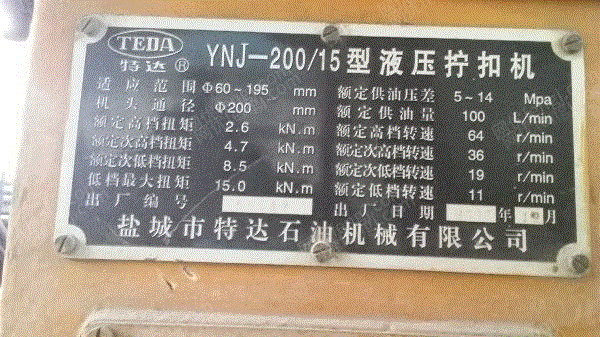 TEDA
特达®
YNJ-200/15型液压拧扣机
适应范围 Φ60~195 mm
机头通径 Φ200 mm
额定高档扭矩 2.6 kN.m
额定次高档扭矩 4.7 kN.m
额定次低档扭矩 8.5 kN.m
低档最大扭矩 15.0 kN.m
出厂编号
额定供油压差 5~14 Mpa
额定供油量 100 L/min
额定高档转速 64 r/min
额定次高档转速 36 r/min
额定次低档转速 19 r/min
额定低档转速 11 r/min
出厂日期 年 月
盐城市特达石油机械有限公司